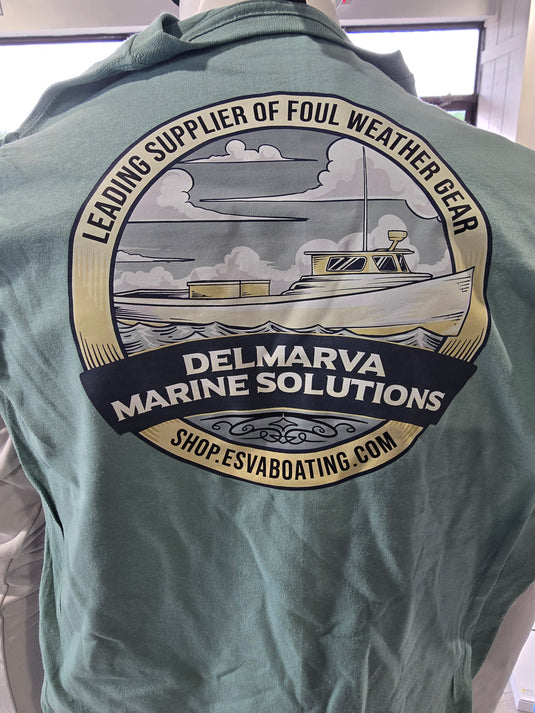 LEADING SUPPLIER OF FOUL WEATHER GEAR
DELMARVA
MARINE SOLUTIONS
SHOP.ESVABOATING.COM